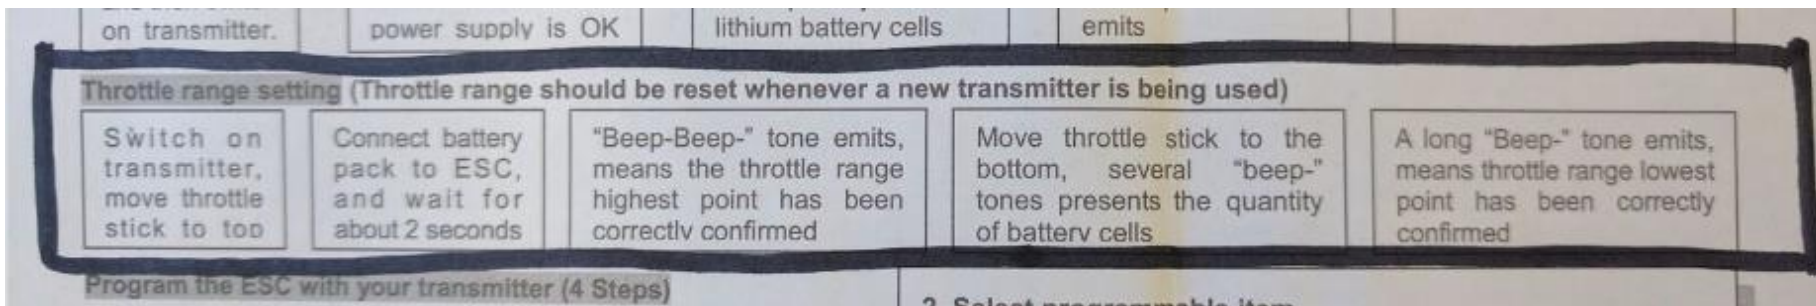 on transmitter.
power supply is OK
lithium battery cells
emits
Throttle range setting (Throttle range should be reset whenever a new transmitter is being used)
Switch on
transmitter,
move throttle
stick to top
Connect battery
pack to ESC,
and wait for
about 2 seconds
“Beep-Beep-” tone emits,
means the throttle range
highest point has been
correctly confirmed
Move throttle stick to the
bottom, several “beep-”
tones presents the quantity
of battery cells
A long “Beep-” tone emits,
means throttle range lowest
point has been correctly
confirmed
Program the ESC with your transmitter (4 Steps)
2. Select programmable item